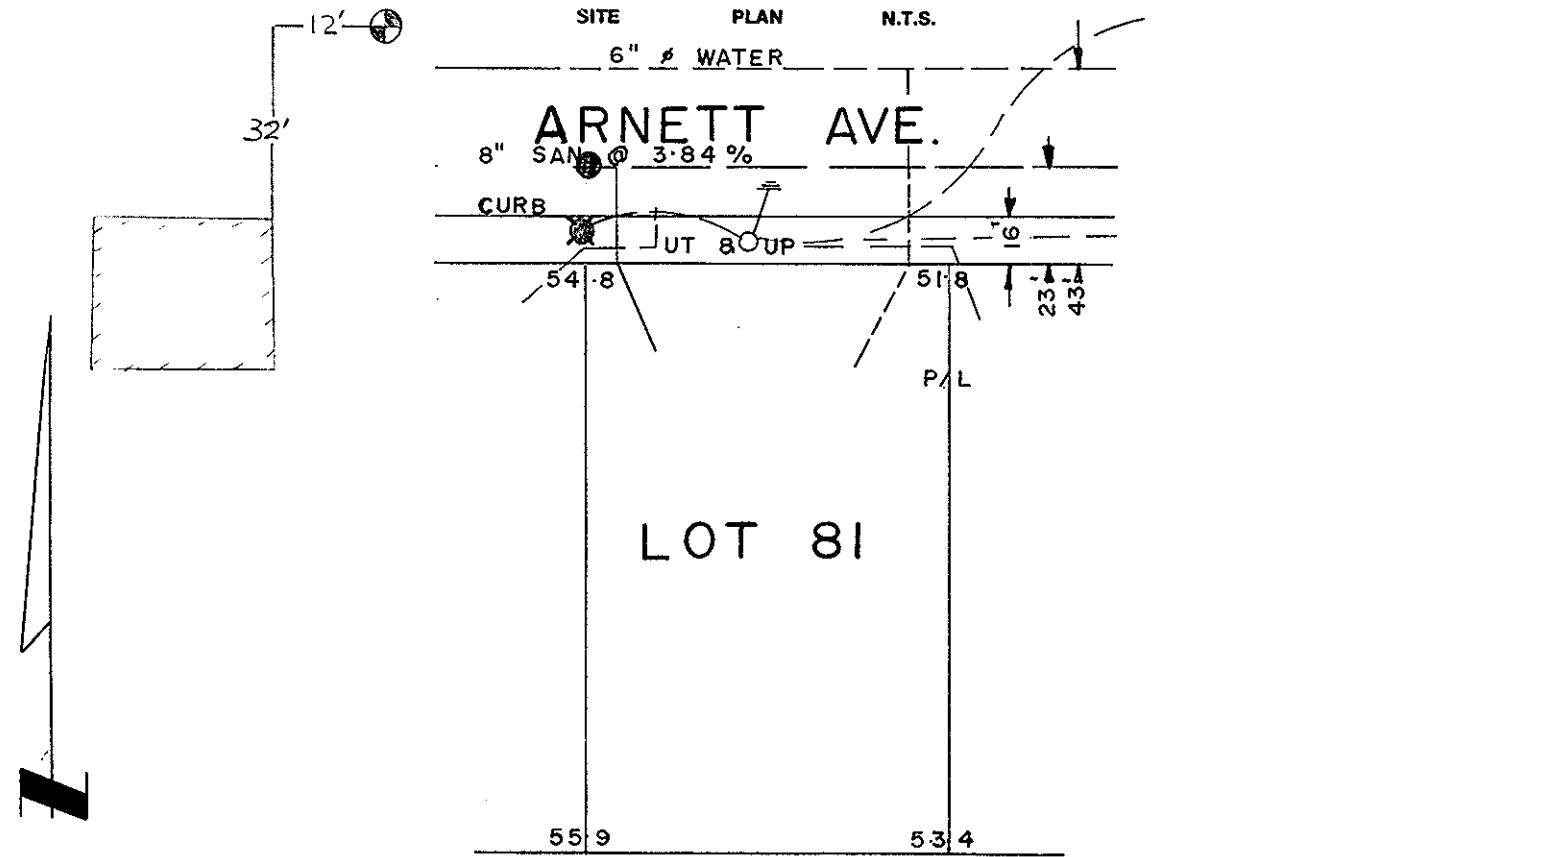 SITE PLAN N.T.S.
12'
6" ø WATER
32'
ARNETT AVE.
8" SAN @ 3·84 %
CURB
UT & UP
16'
54·8
51·8
23'
43'
P/L
LOT 81
55·9
53·4
N